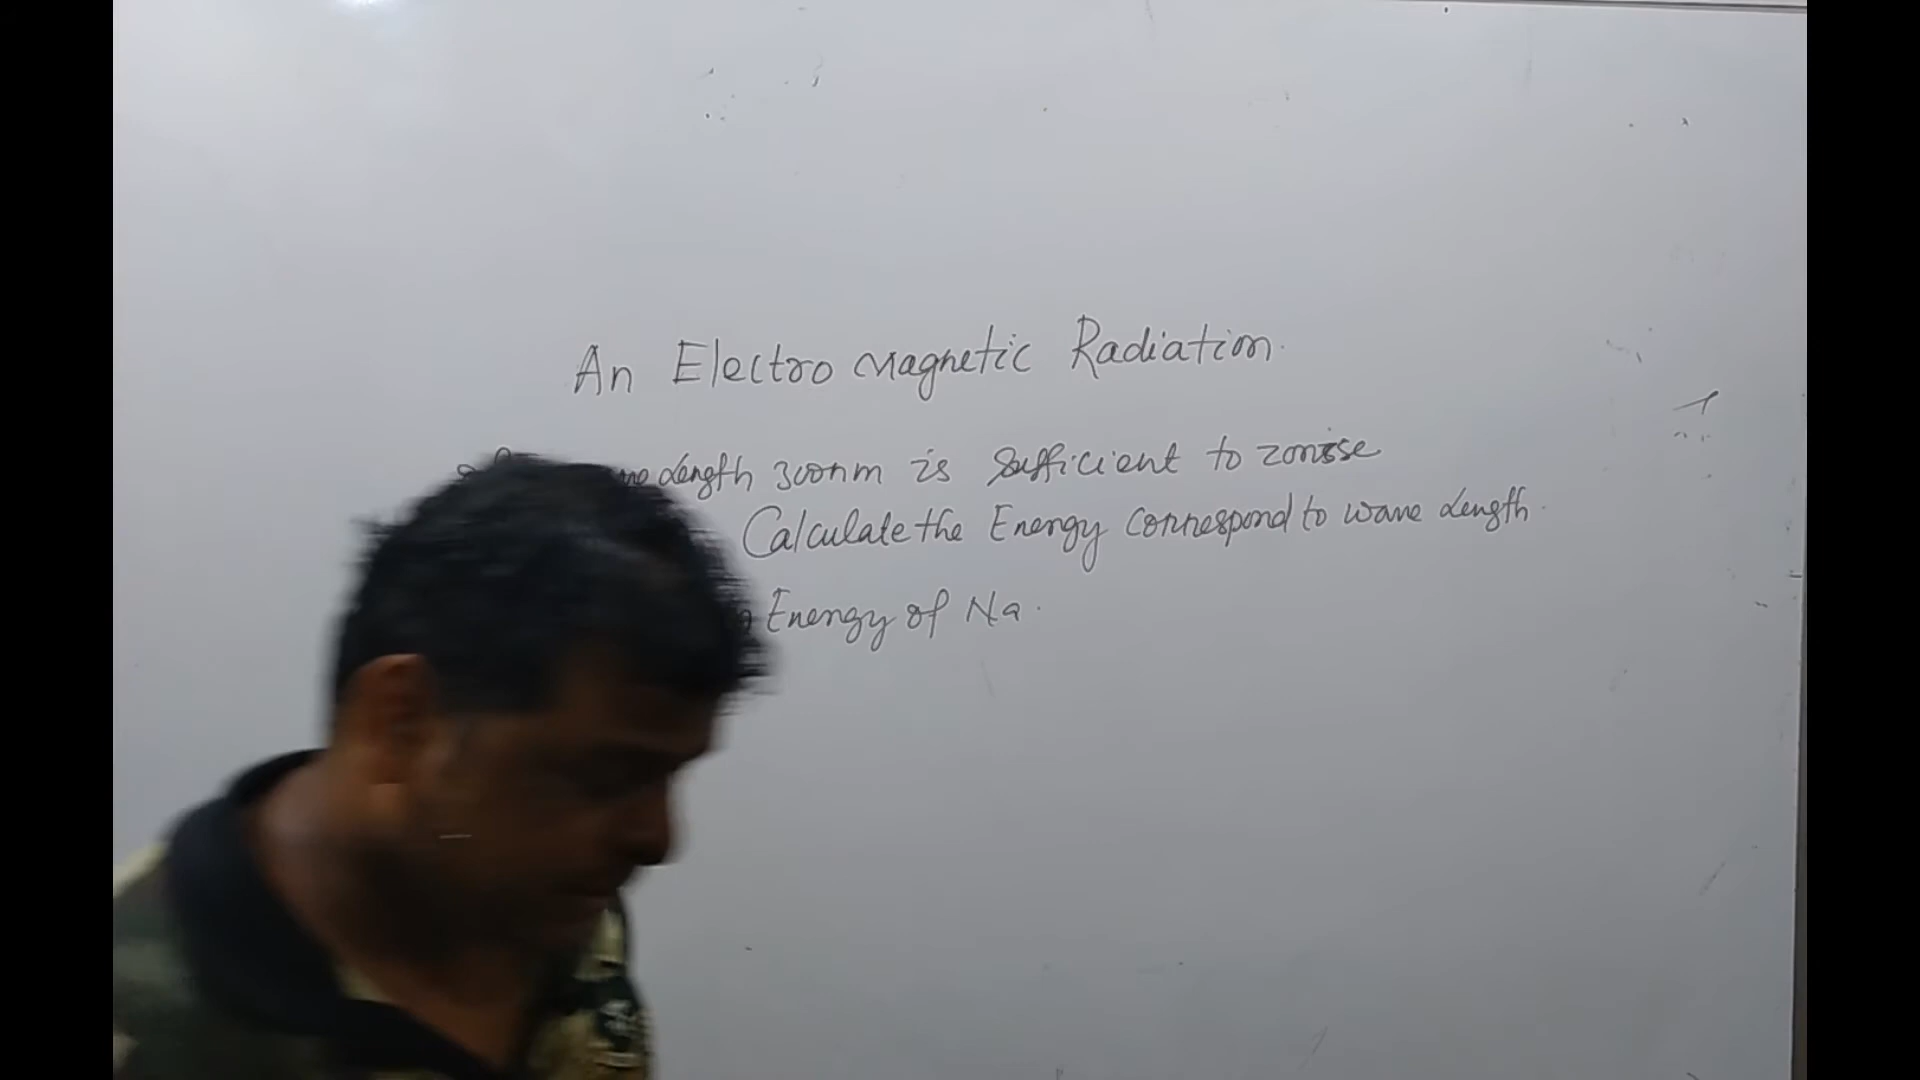 An Electro magnetic Radiation.
Length 300nm is sufficient to zonise
Calculate the Energy correspond to wave Length.
Energy of Na.